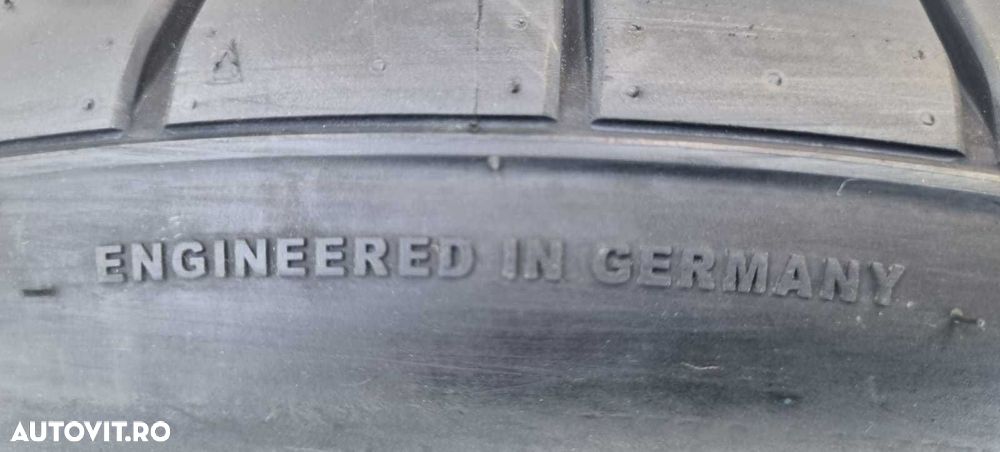 ENGINEERED IN GERMANY
AUTOVIT.RO